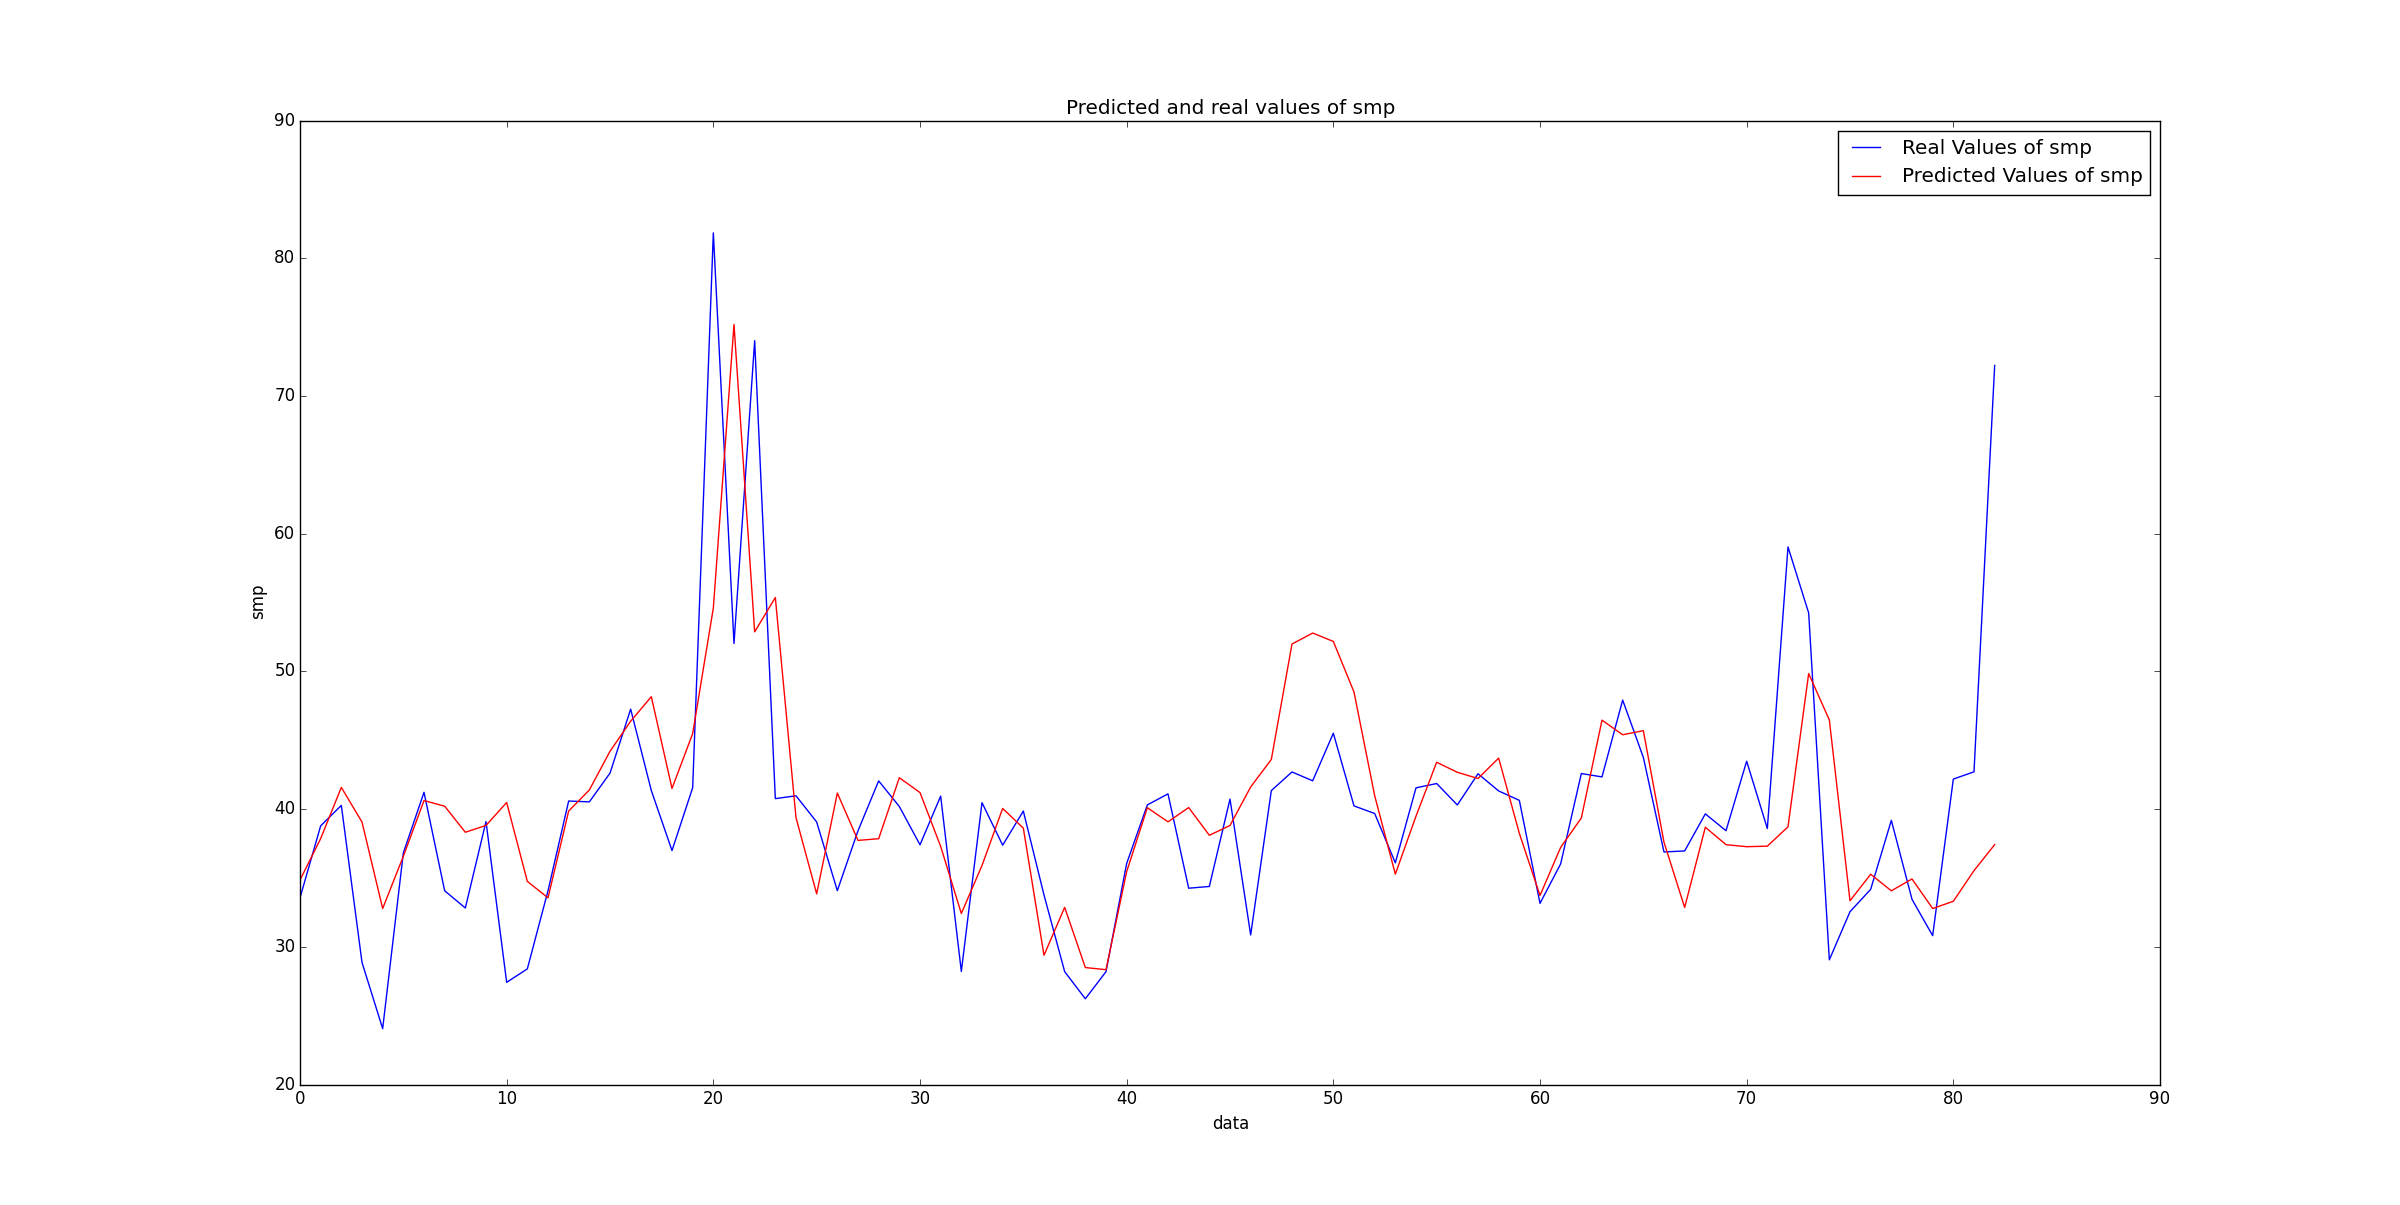 Predicted and real values of smp
90
80
70
60
50
40
30
20
smp
Real Values of smp
Predicted Values of smp
0 10 20 30 40 50 60 70 80 90
data